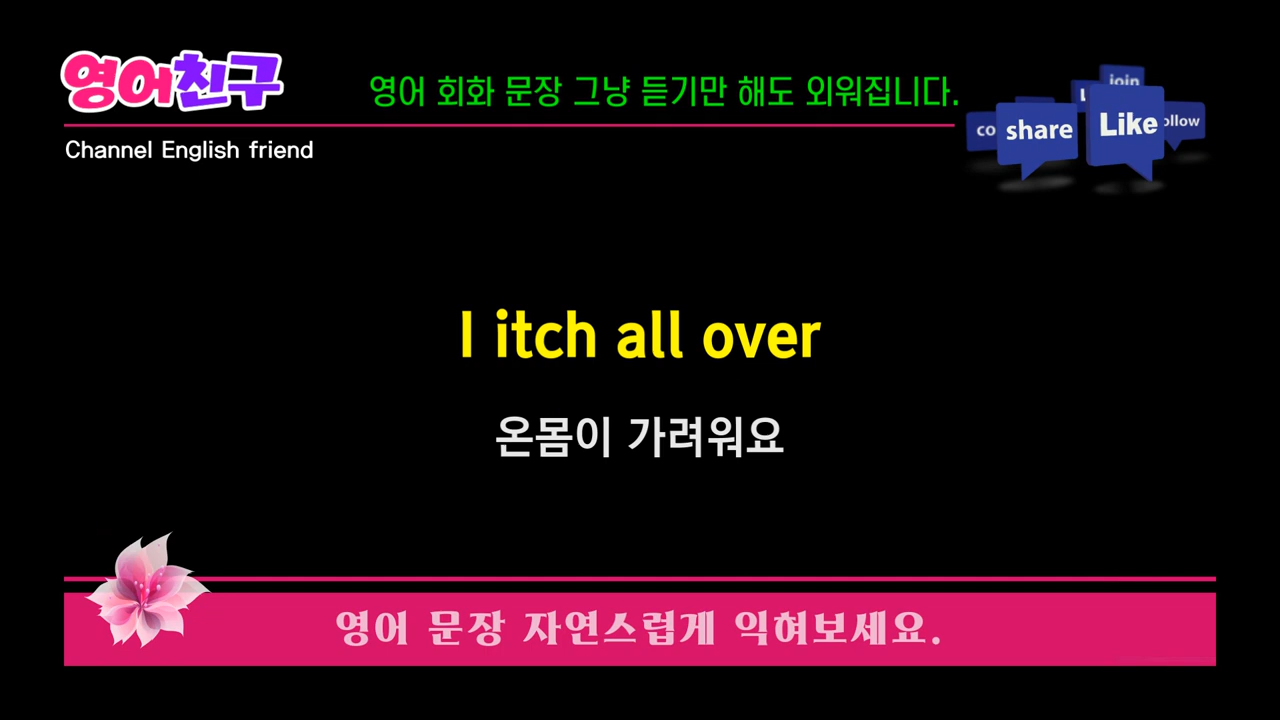 영어친구
영어 회화 문장 그냥 듣기만 해도 외워집니다.
Channel English friend
join
co
share
L
Like
ollow
I itch all over
온몸이 가려워요
영어 문장 자연스럽게 익혀보세요.